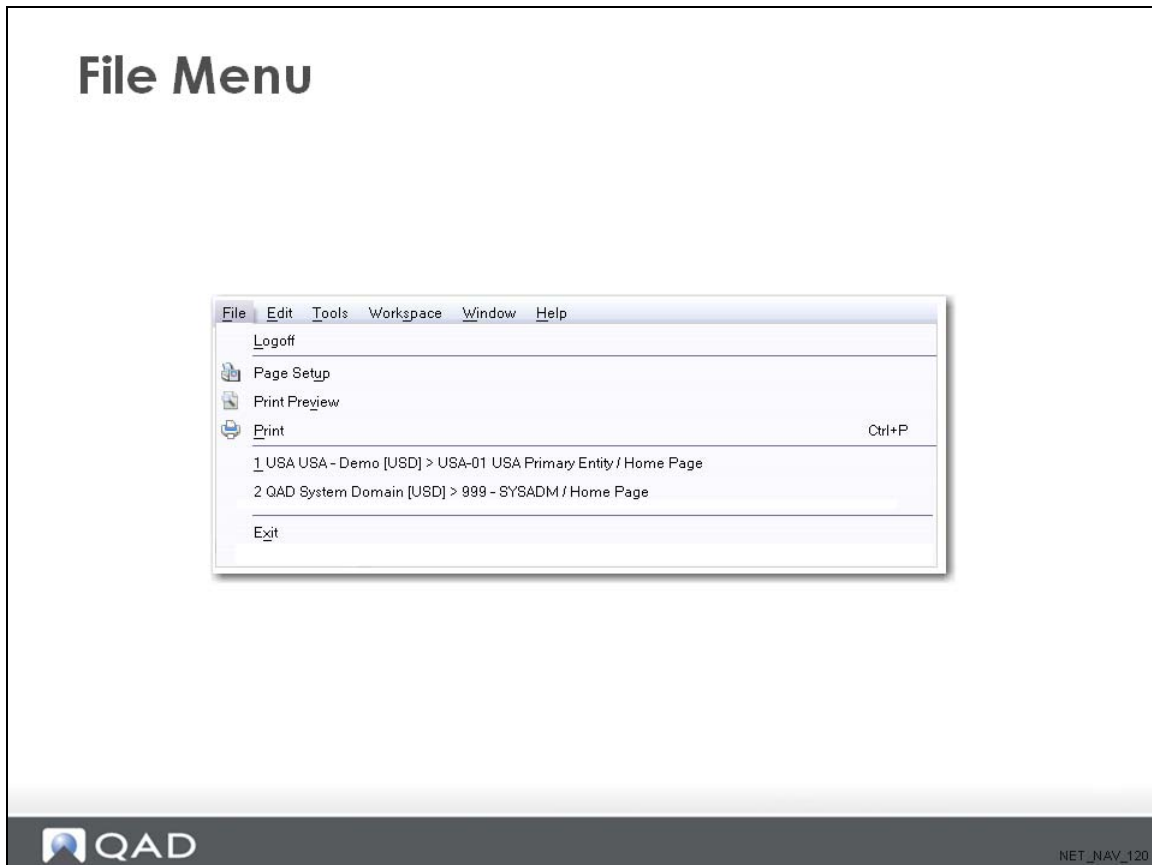 File Menu
File Edit Tools Workspace Window Help
Logoff
Page Setup
Print Preview
Print Ctrl+P
1 USA USA - Demo [USD] > USA-01 USA Primary Entity / Home Page
2 QAD System Domain [USD] > 999 - SYSADM / Home Page
Exit
QAD
NET_NAV_120